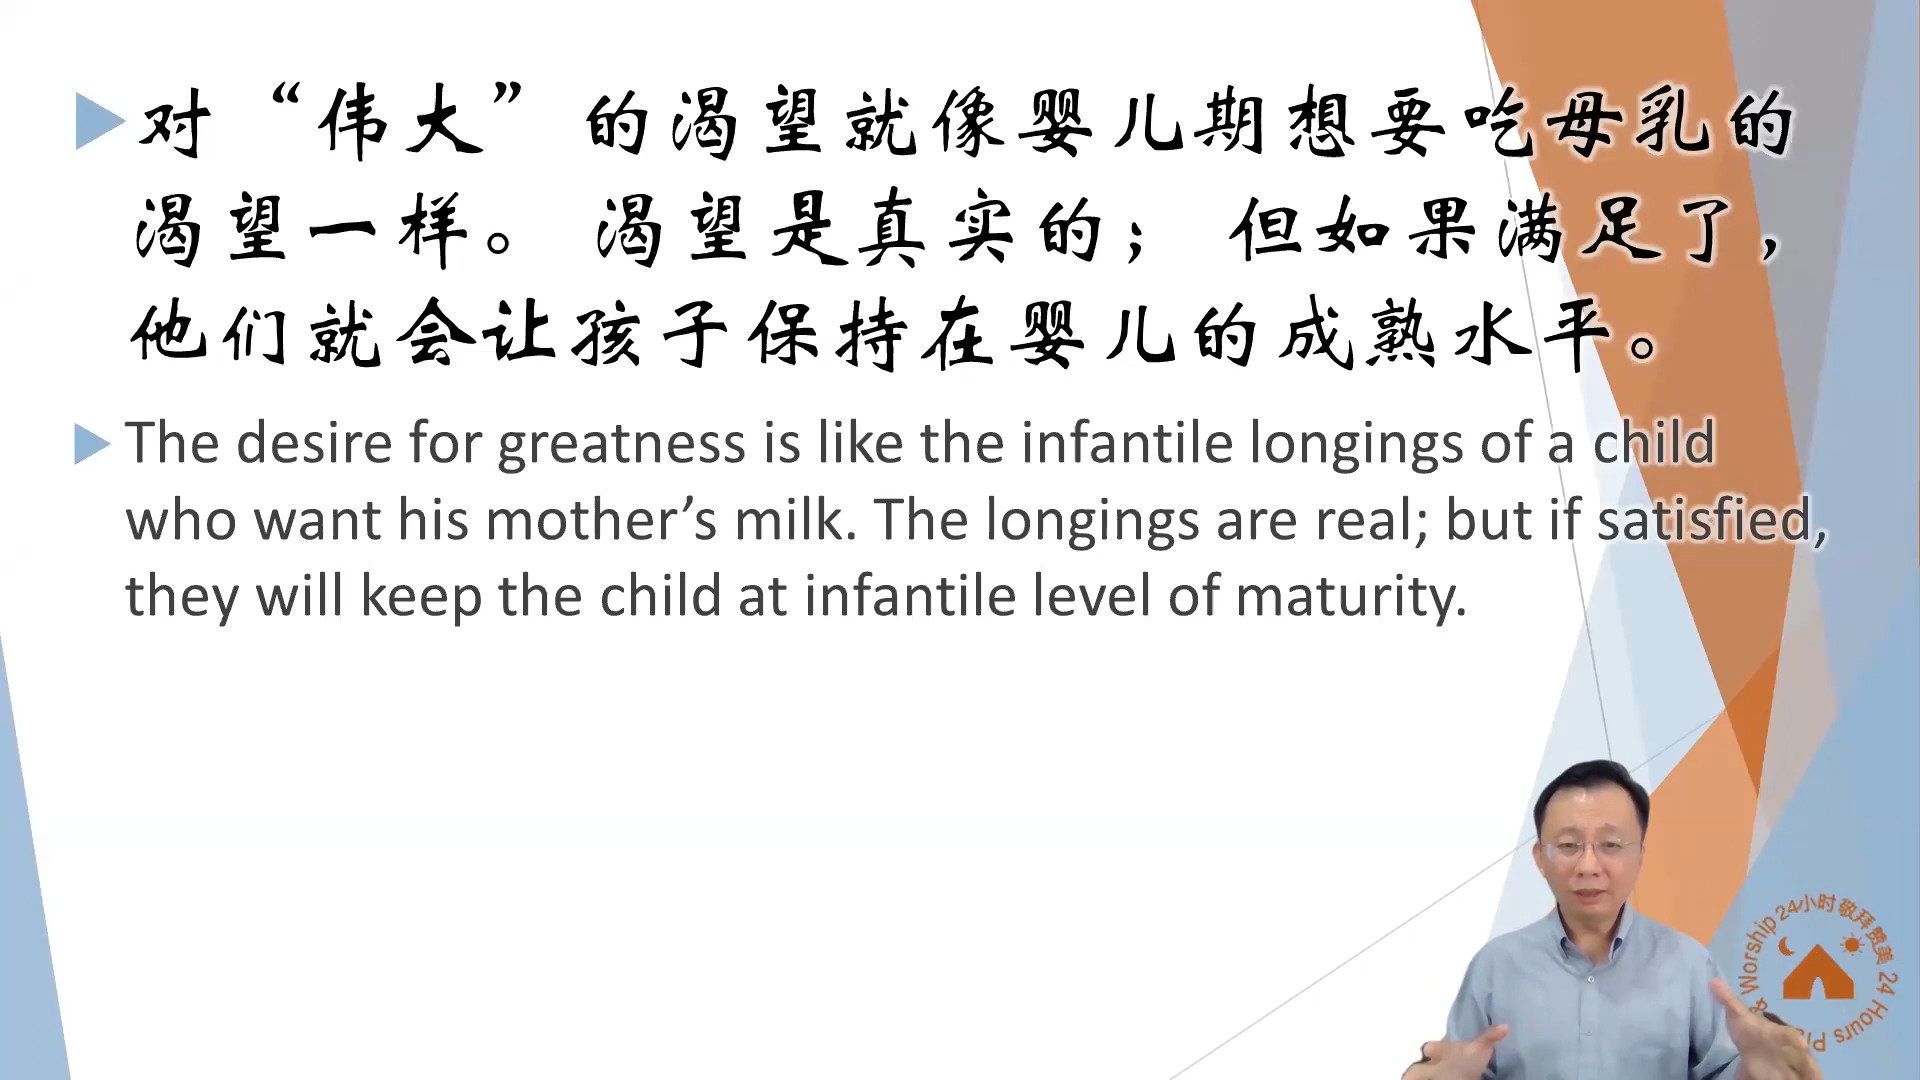 对“伟大”的渴望就像婴儿期想要吃母乳的
渴望一样。 渴望是真实的； 但如果满足了，
他们就会让孩子保持在婴儿的成熟水平。
The desire for greatness is like the infantile longings of a child
who want his mother’s milk. The longings are real; but if satisfied,
they will keep the child at infantile level of maturity.
& Worship 24小时敬拜赞美 24 Hours